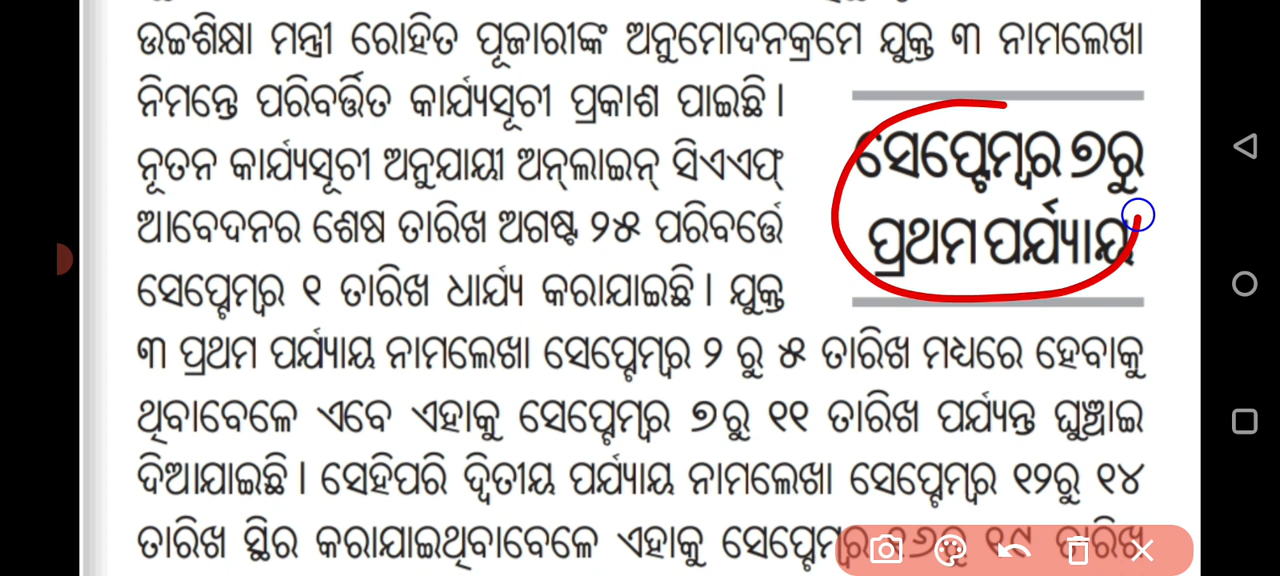 ଉଚ୍ଚଶିକ୍ଷା ମନ୍ତ୍ରୀ ରୋହିତ ପୂଜାରୀଙ୍କ ଅନୁମୋଦନକ୍ରମେ ଯୁକ୍ତ ୩ ନାମଲେଖା
ନିମନ୍ତେ ପରିବର୍ତ୍ତିତ କାର୍ଯ୍ୟସୂଚୀ ପ୍ରକାଶ ପାଇଛି ।
ନୂତନ କାର୍ଯ୍ୟସୂଚୀ ଅନୁଯାୟୀ ଅନ୍‌ଲାଇନ୍ ସିଏଏଫ୍
ଆବେଦନର ଶେଷ ତାରିଖ ଅଗଷ୍ଟ ୨୫ ପରିବର୍ତ୍ତେ
ସେପ୍ଟେମ୍ବର ୧ ତାରିଖ ଧାର୍ଯ୍ୟ କରାଯାଇଛି । ଯୁକ୍ତ
୩ ପ୍ରଥମ ପର୍ଯ୍ୟାୟ ନାମଲେଖା ସେପ୍ଟେମ୍ବର ୨ ରୁ ୫ ତାରିଖ ମଧ୍ୟରେ ହେବାକୁ
ଥିବାବେଳେ ଏବେ ଏହାକୁ ସେପ୍ଟେମ୍ବର ୭ରୁ ୧୧ ତାରିଖ ପର୍ଯ୍ୟନ୍ତ ଘୁଞ୍ଚାଇ
ଦିଆଯାଇଛି । ସେହିପରି ଦ୍ୱିତୀୟ ପର୍ଯ୍ୟାୟ ନାମଲେଖା ସେପ୍ଟେମ୍ବର ୧୨ରୁ ୧୪
ତାରିଖ ସ୍ଥିର କରାଯାଇଥିବାବେଳେ ଏହାକୁ ସେପ୍ଟେମ୍ବର ୧୬ରୁ ୧୯ ତାରିଖ
ସେପ୍ଟେମ୍ବର ୭ରୁ
ପ୍ରଥମ ପର୍ଯ୍ୟାୟ